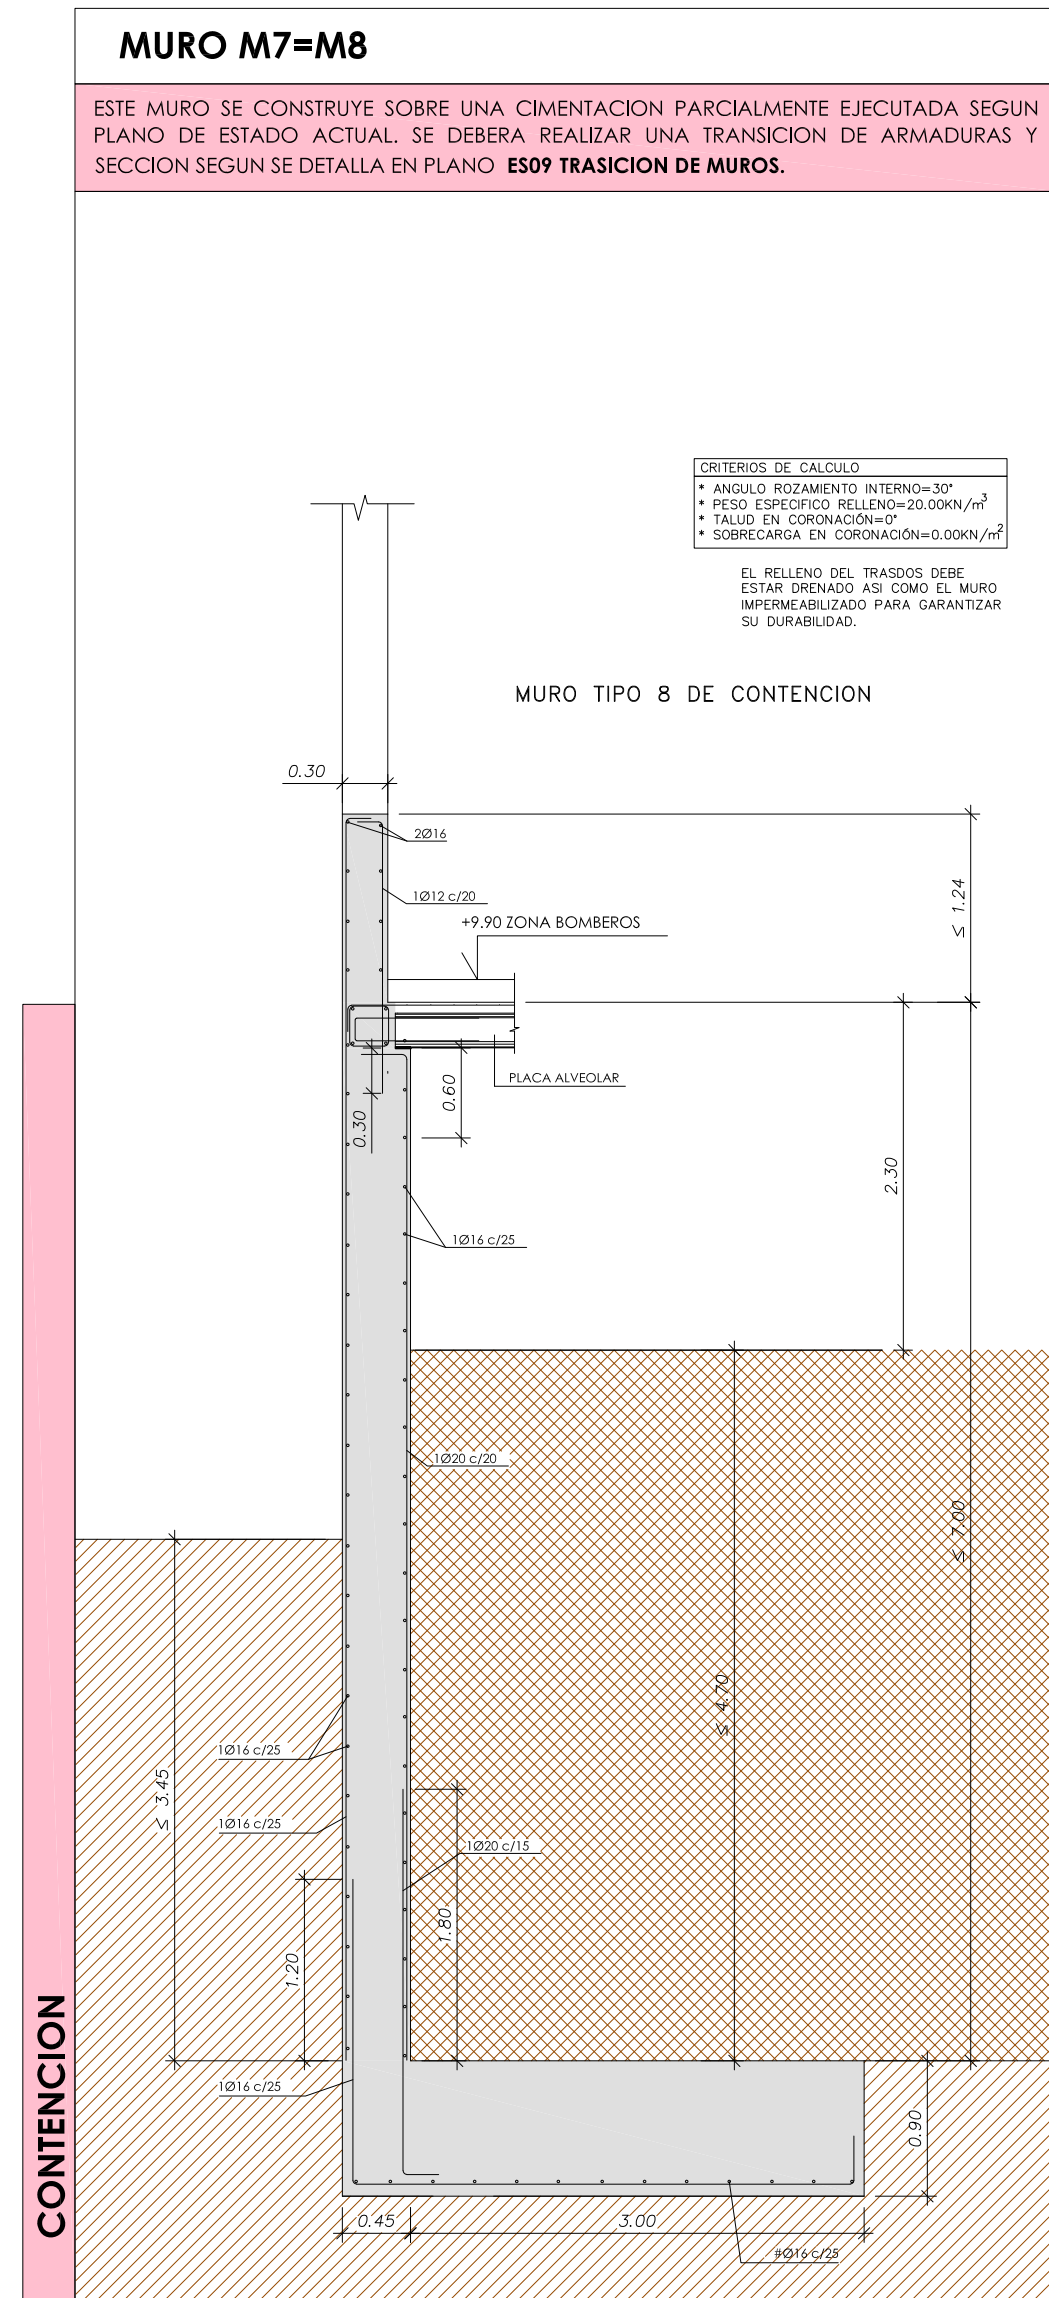 MURO M7=M8
ESTE MURO SE CONSTRUYE SOBRE UNA CIMENTACION PARCIALMENTE EJECUTADA SEGUN
PLANO DE ESTADO ACTUAL. SE DEBERA REALIZAR UNA TRANSICION DE ARMADURAS Y
SECCION SEGUN SE DETALLA EN PLANO ES09 TRASICION DE MUROS.
CRITERIOS DE CALCULO
* ANGULO ROZAMIENTO INTERNO=30°
* PESO ESPECIFICO RELLENO=20.00KN/m³
* TALUD EN CORONACIÓN=0°
* SOBRECARGA EN CORONACIÓN=0.00KN/m²
EL RELLENO DEL TRASDOS DEBE
ESTAR DRENADO ASI COMO EL MURO
IMPERMEABILIZADO PARA GARANTIZAR
SU DURABILIDAD.
MURO TIPO 8 DE CONTENCION
0.30
2Ø16
1Ø12 c/20
≤ 1.24
+9.90 ZONA BOMBEROS
PLACA ALVEOLAR
0.60
0.30
2.30
1Ø16 c/25
1Ø20 c/20
≤ 7.00
≤ 4.70
1Ø16 c/25
≤ 3.45
1Ø16 c/25
1Ø20 c/15
1.80
1.20
1Ø16 c/25
0.90
0.45
3.00
#Ø16 c/25
CONTENCION